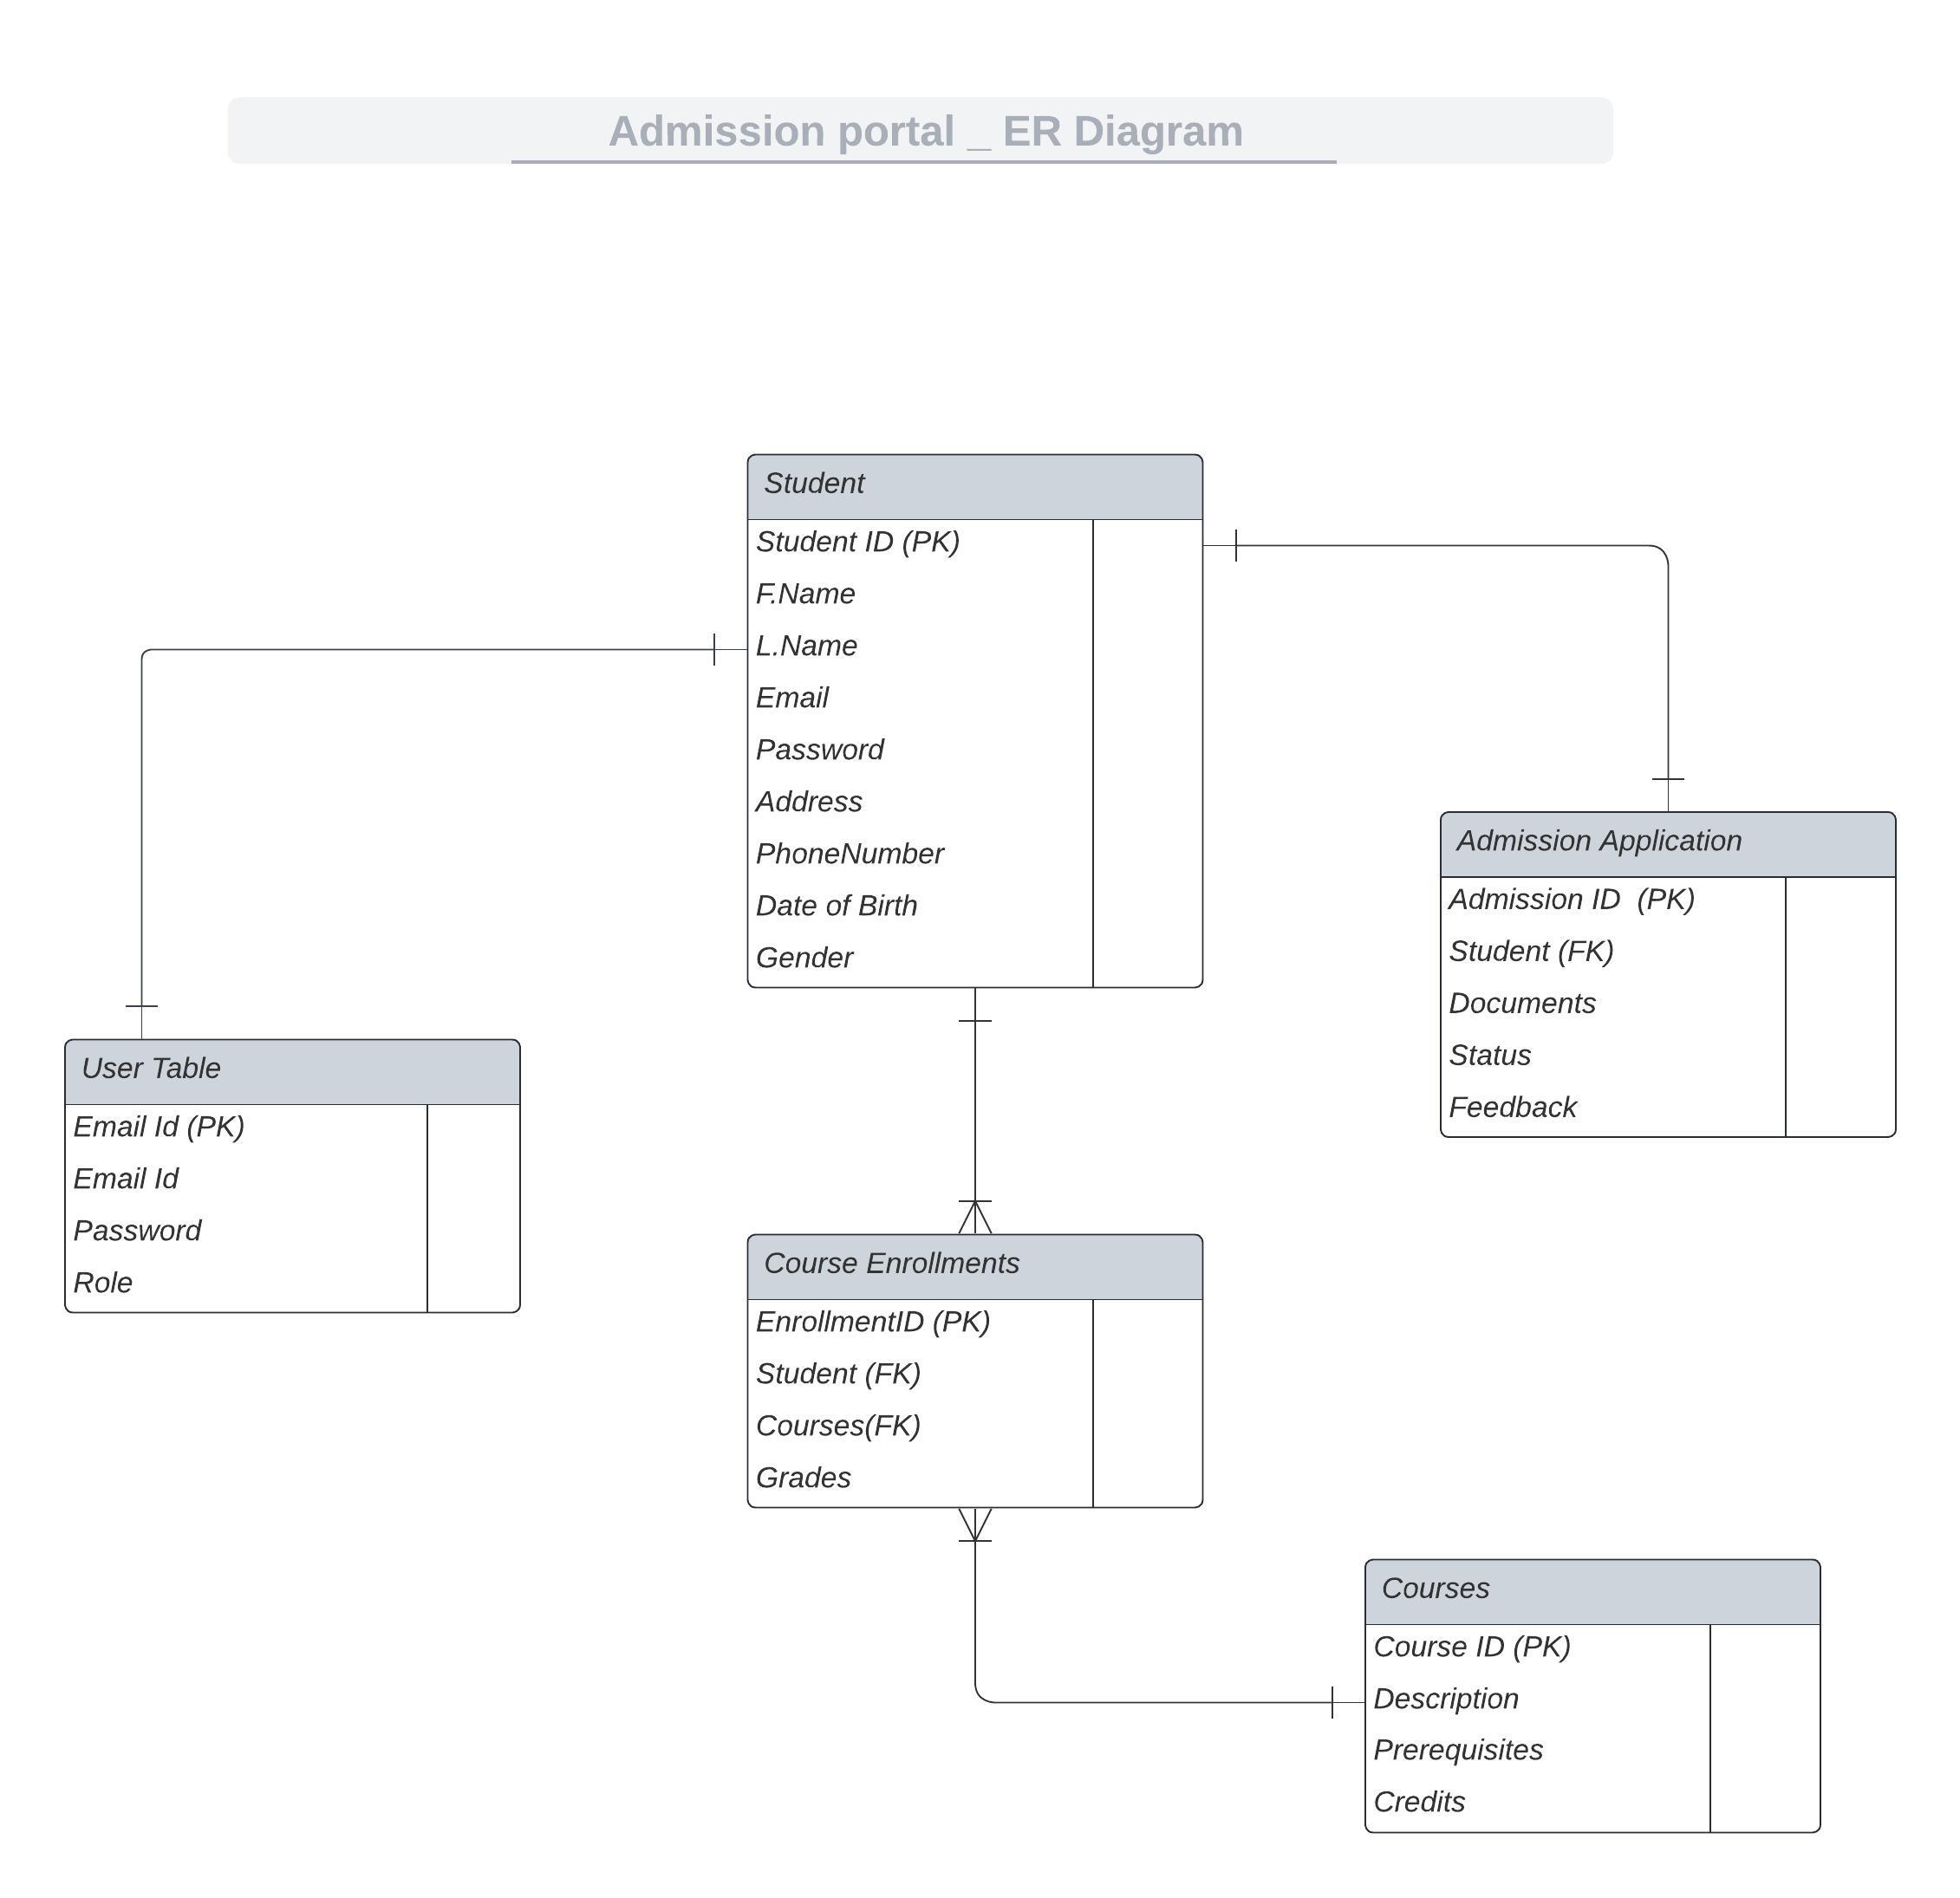 Admission portal _ ER Diagram
Student
Student ID (PK)
F.Name
L.Name
Email
Password
Address
PhoneNumber
Date of Birth
Gender
Admission Application
Admission ID  (PK)
Student (FK)
Documents
Status
Feedback
User Table
Email Id (PK)
Email Id
Password
Role
Course Enrollments
EnrollmentID (PK)
Student (FK)
Courses(FK)
Grades
Courses
Course ID (PK)
Description
Prerequisites
Credits